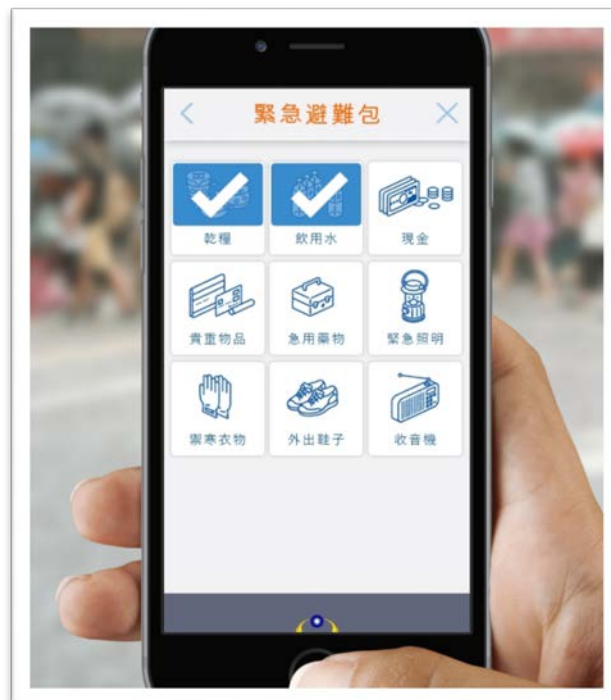 緊急避難包
乾糧 飲用水 現金
貴重物品 急用藥物 緊急照明
禦寒衣物 外出鞋子 收音機